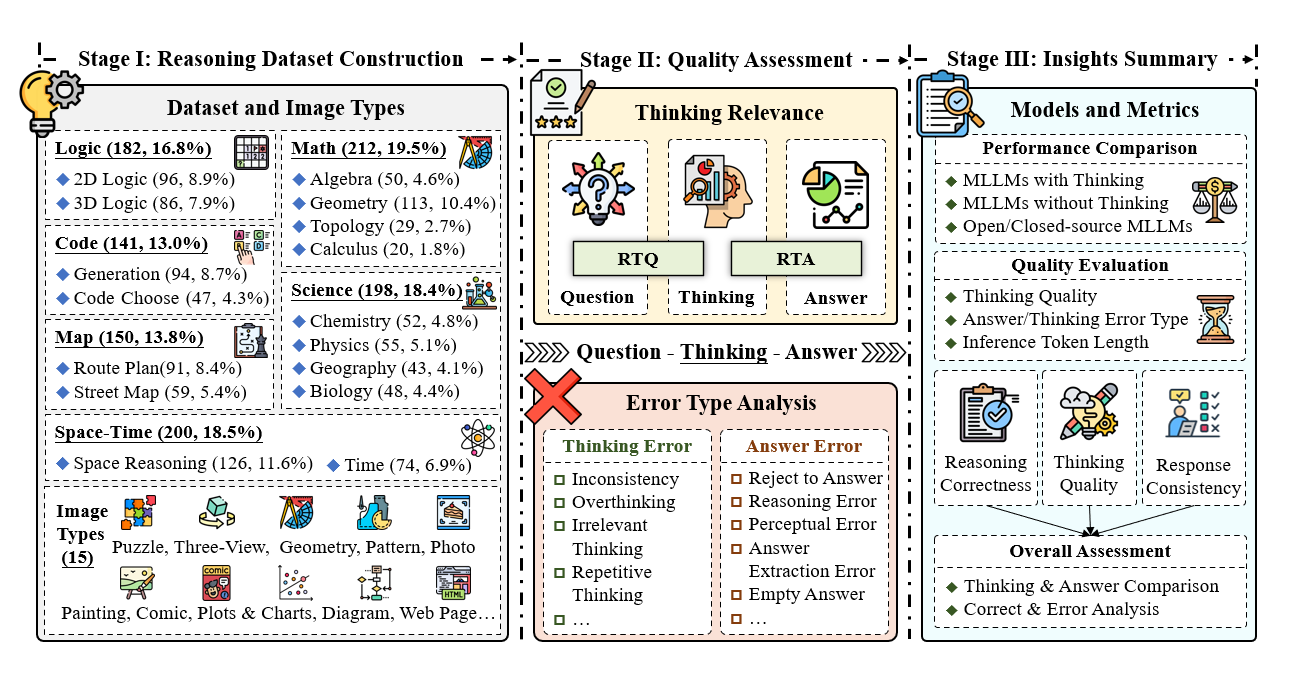 Stage I: Reasoning Dataset Construction
Dataset and Image Types
Logic (182, 16.8%)
2D Logic (96, 8.9%)
3D Logic (86, 7.9%)
Code (141, 13.0%)
Generation (94, 8.7%)
Code Choose (47, 4.3%)
Map (150, 13.8%)
Route Plan(91, 8.4%)
Street Map (59, 5.4%)
Math (212, 19.5%)
Algebra (50, 4.6%)
Geometry (113, 10.4%)
Topology (29, 2.7%)
Calculus (20, 1.8%)
Science (198, 18.4%)
Chemistry (52, 4.8%)
Physics (55, 5.1%)
Geography (43, 4.1%)
Biology (48, 4.4%)
Space-Time (200, 18.5%)
Space Reasoning (126, 11.6%)
Time (74, 6.9%)
Image
Types
(15)
Puzzle, Three-View, Geometry, Pattern, Photo
COMIC
HTML
Painting, Comic, Plots & Charts, Diagram, Web Page…
Stage II: Quality Assessment
Thinking Relevance
RTQ
RTA
Question
Thinking
Answer
Question - Thinking - Answer
Error Type Analysis
Thinking Error
Inconsistency
Overthinking
Irrelevant
Thinking
Repetitive
Thinking
…
Answer Error
Reject to Answer
Reasoning Error
Perceptual Error
Answer
Extraction Error
Empty Answer
…
Stage III: Insights Summary
Models and Metrics
Performance Comparison
MLLMs with Thinking
MLLMs without Thinking
Open/Closed-source MLLMs
Quality Evaluation
Thinking Quality
Answer/Thinking Error Type
Inference Token Length
Reasoning
Correctness
Thinking
Quality
Response
Consistency
Overall Assessment
Thinking & Answer Comparison
Correct & Error Analysis